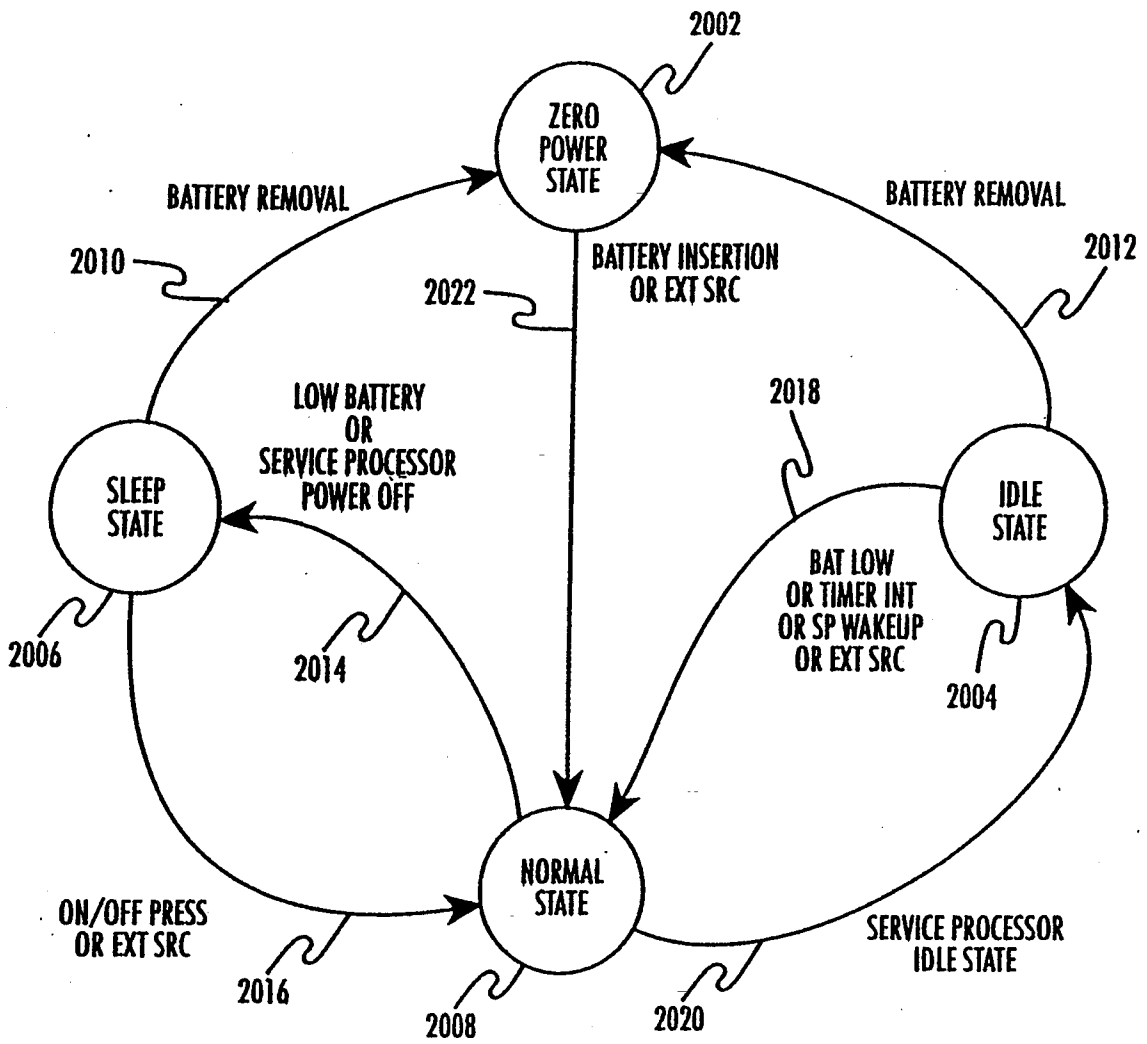 2002
ZERO
POWER
STATE
BATTERY REMOVAL
BATTERY REMOVAL
2010
2022
BATTERY INSERTION
OR EXT SRC
2012
LOW BATTERY
OR
SERVICE PROCESSOR
POWER OFF
2018
SLEEP
STATE
IDLE
STATE
BAT LOW
OR TIMER INT
OR SP WAKEUP
OR EXT SRC
2006
2014
2004
NORMAL
STATE
ON/OFF PRESS
OR EXT SRC
SERVICE PROCESSOR
IDLE STATE
2016
2008
2020